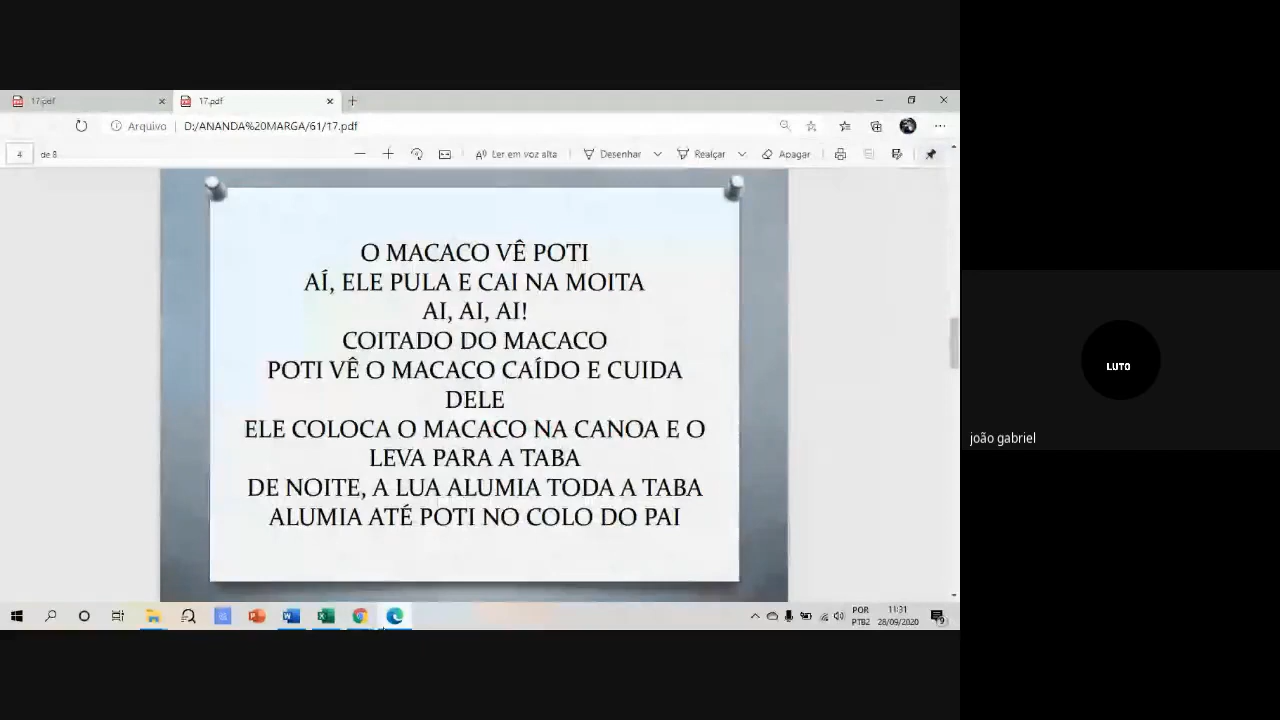 17.pdf
17.pdf
Arquivo D:/ANANDA%20MARGA/61/17.pdf
4 de 8 Ler em voz alta Desenhar Realçar Apagar
O MACACO VÊ POTI
AÍ, ELE PULA E CAI NA MOITA
AI, AI, AI!
COITADO DO MACACO
POTI VÊ O MACACO CAÍDO E CUIDA
DELE
ELE COLOCA O MACACO NA CANOA E O
LEVA PARA A TABA
DE NOITE, A LUA ALUMIA TODA A TABA
ALUMIA ATÉ POTI NO COLO DO PAI
LUTO
joão gabriel
POR 11:31
PTB2 28/09/2020